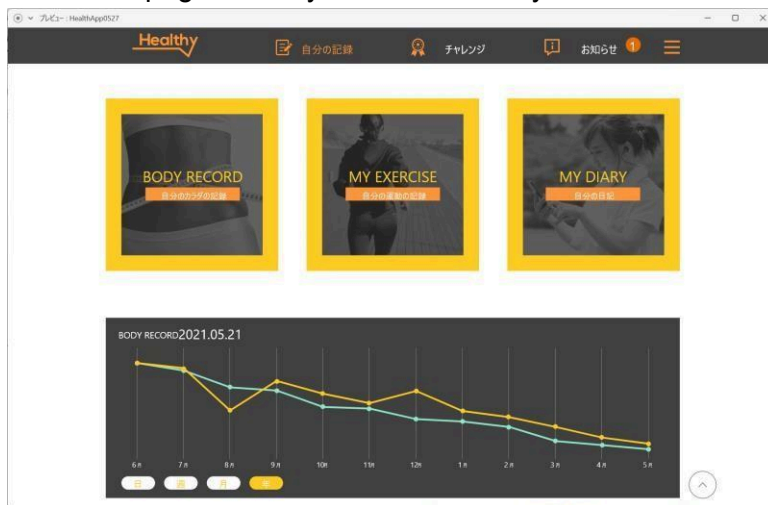 プレビュー: HealthApp0527
Healthy
自分の記録
チャレンジ
お知らせ 1
BODY RECORD
自分のカラダの記録
MY EXERCISE
自分の運動の記録
MY DIARY
自分の日記
BODY RECORD2021.05.21
6月 7月 8月 9月 10月 11月 12月 1月 2月 3月 4月 5月
日 週 月 年